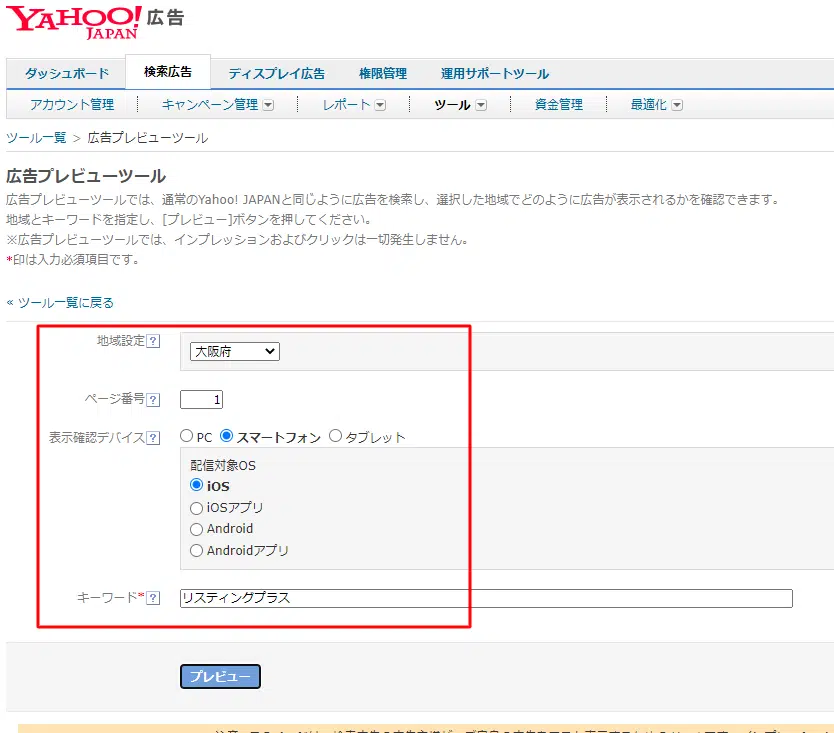 YAHOO! JAPAN 広告
ダッシュボード 検索広告 ディスプレイ広告 権限管理 運用サポートツール
アカウント管理 キャンペーン管理 レポート ツール 資金管理 最適化
ツール一覧 > 広告プレビューツール
広告プレビューツール
広告プレビューツールでは、通常のYahoo! JAPANと同じように広告を検索し、選択した地域でどのように広告が表示されるかを確認できます。
地域とキーワードを指定し、[プレビュー]ボタンを押してください。
※広告プレビューツールでは、インプレッションおよびクリックは一切発生しません。
*印は入力必須項目です。
« ツール一覧に戻る
地域設定 ? 大阪府
ページ番号 ? 1
表示確認デバイス ? PC スマートフォン タブレット
配信対象OS
iOS
iOSアプリ
Android
Androidアプリ
キーワード* ? リスティングプラス
プレビュー